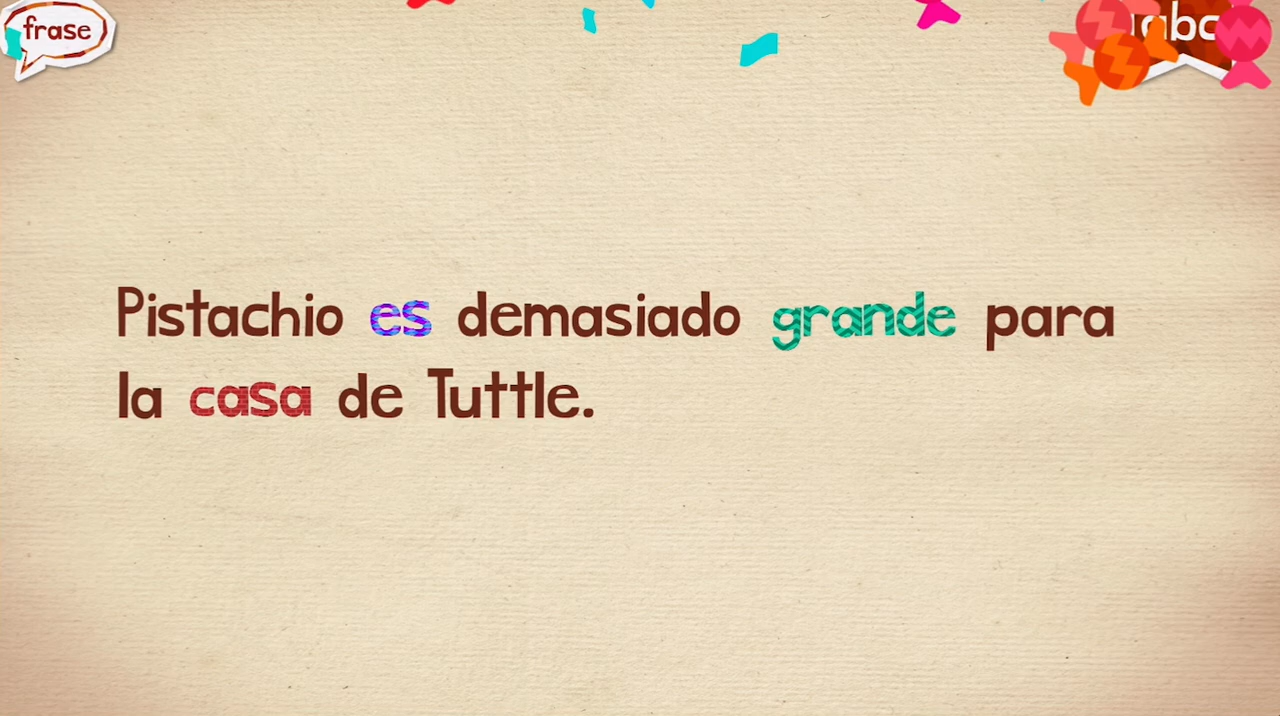 frase
abc
Pistachio es demasiado grande para
la casa de Tuttle.